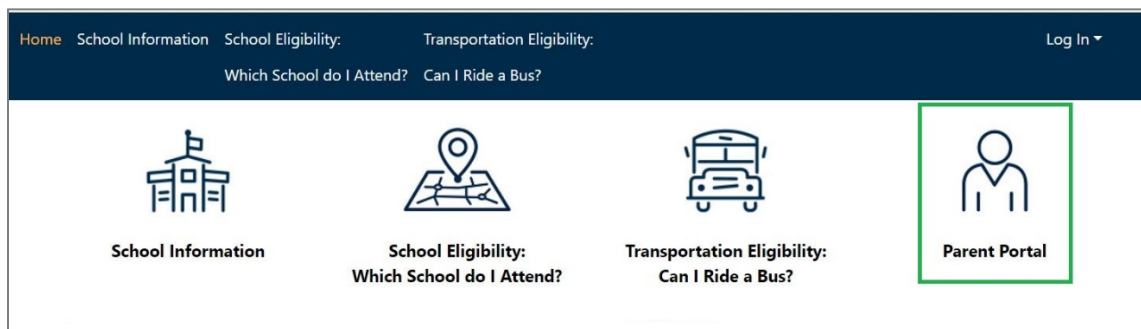 Home School Information School Eligibility: Transportation Eligibility: Log In
Which School do I Attend? Can I Ride a Bus?
School Information School Eligibility: Transportation Eligibility: Parent Portal
Which School do I Attend? Can I Ride a Bus?